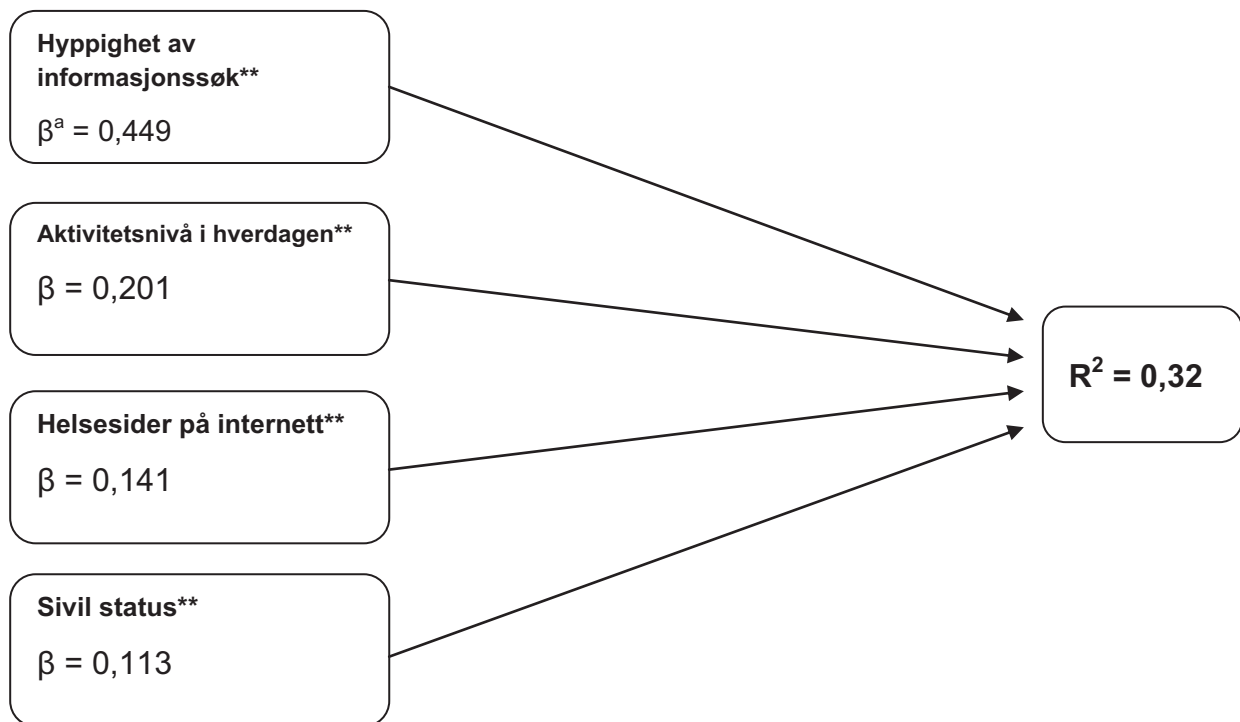 Hyppighet av
informasjonssøk**
βᵃ = 0,449
Aktivitetsnivå i hverdagen**
β = 0,201
Helsesider på internett**
β = 0,141
Sivil status**
β = 0,113
R² = 0,32